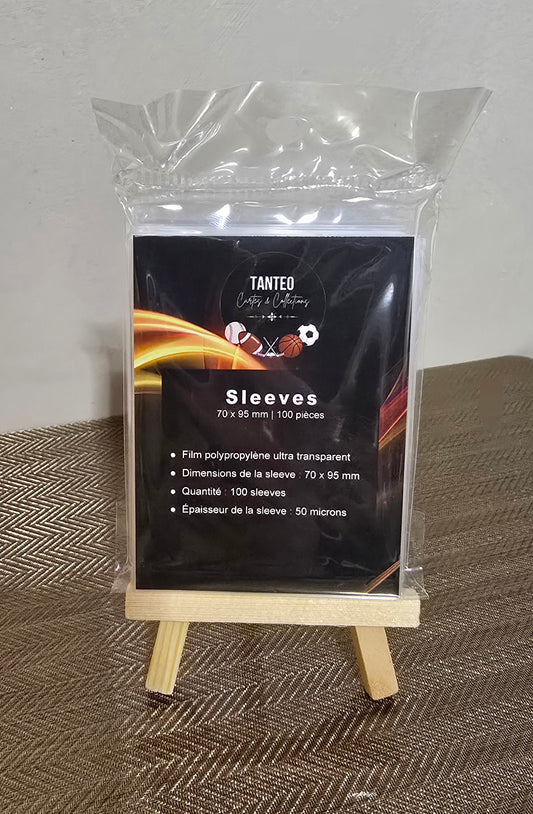 TANTEO
Cartes & Collections
Sleeves
70 x 95 mm | 100 pièces
• Film polypropylène ultra transparent
• Dimensions de la sleeve : 70 x 95 mm
• Quantité : 100 sleeves
• Épaisseur de la sleeve : 50 microns